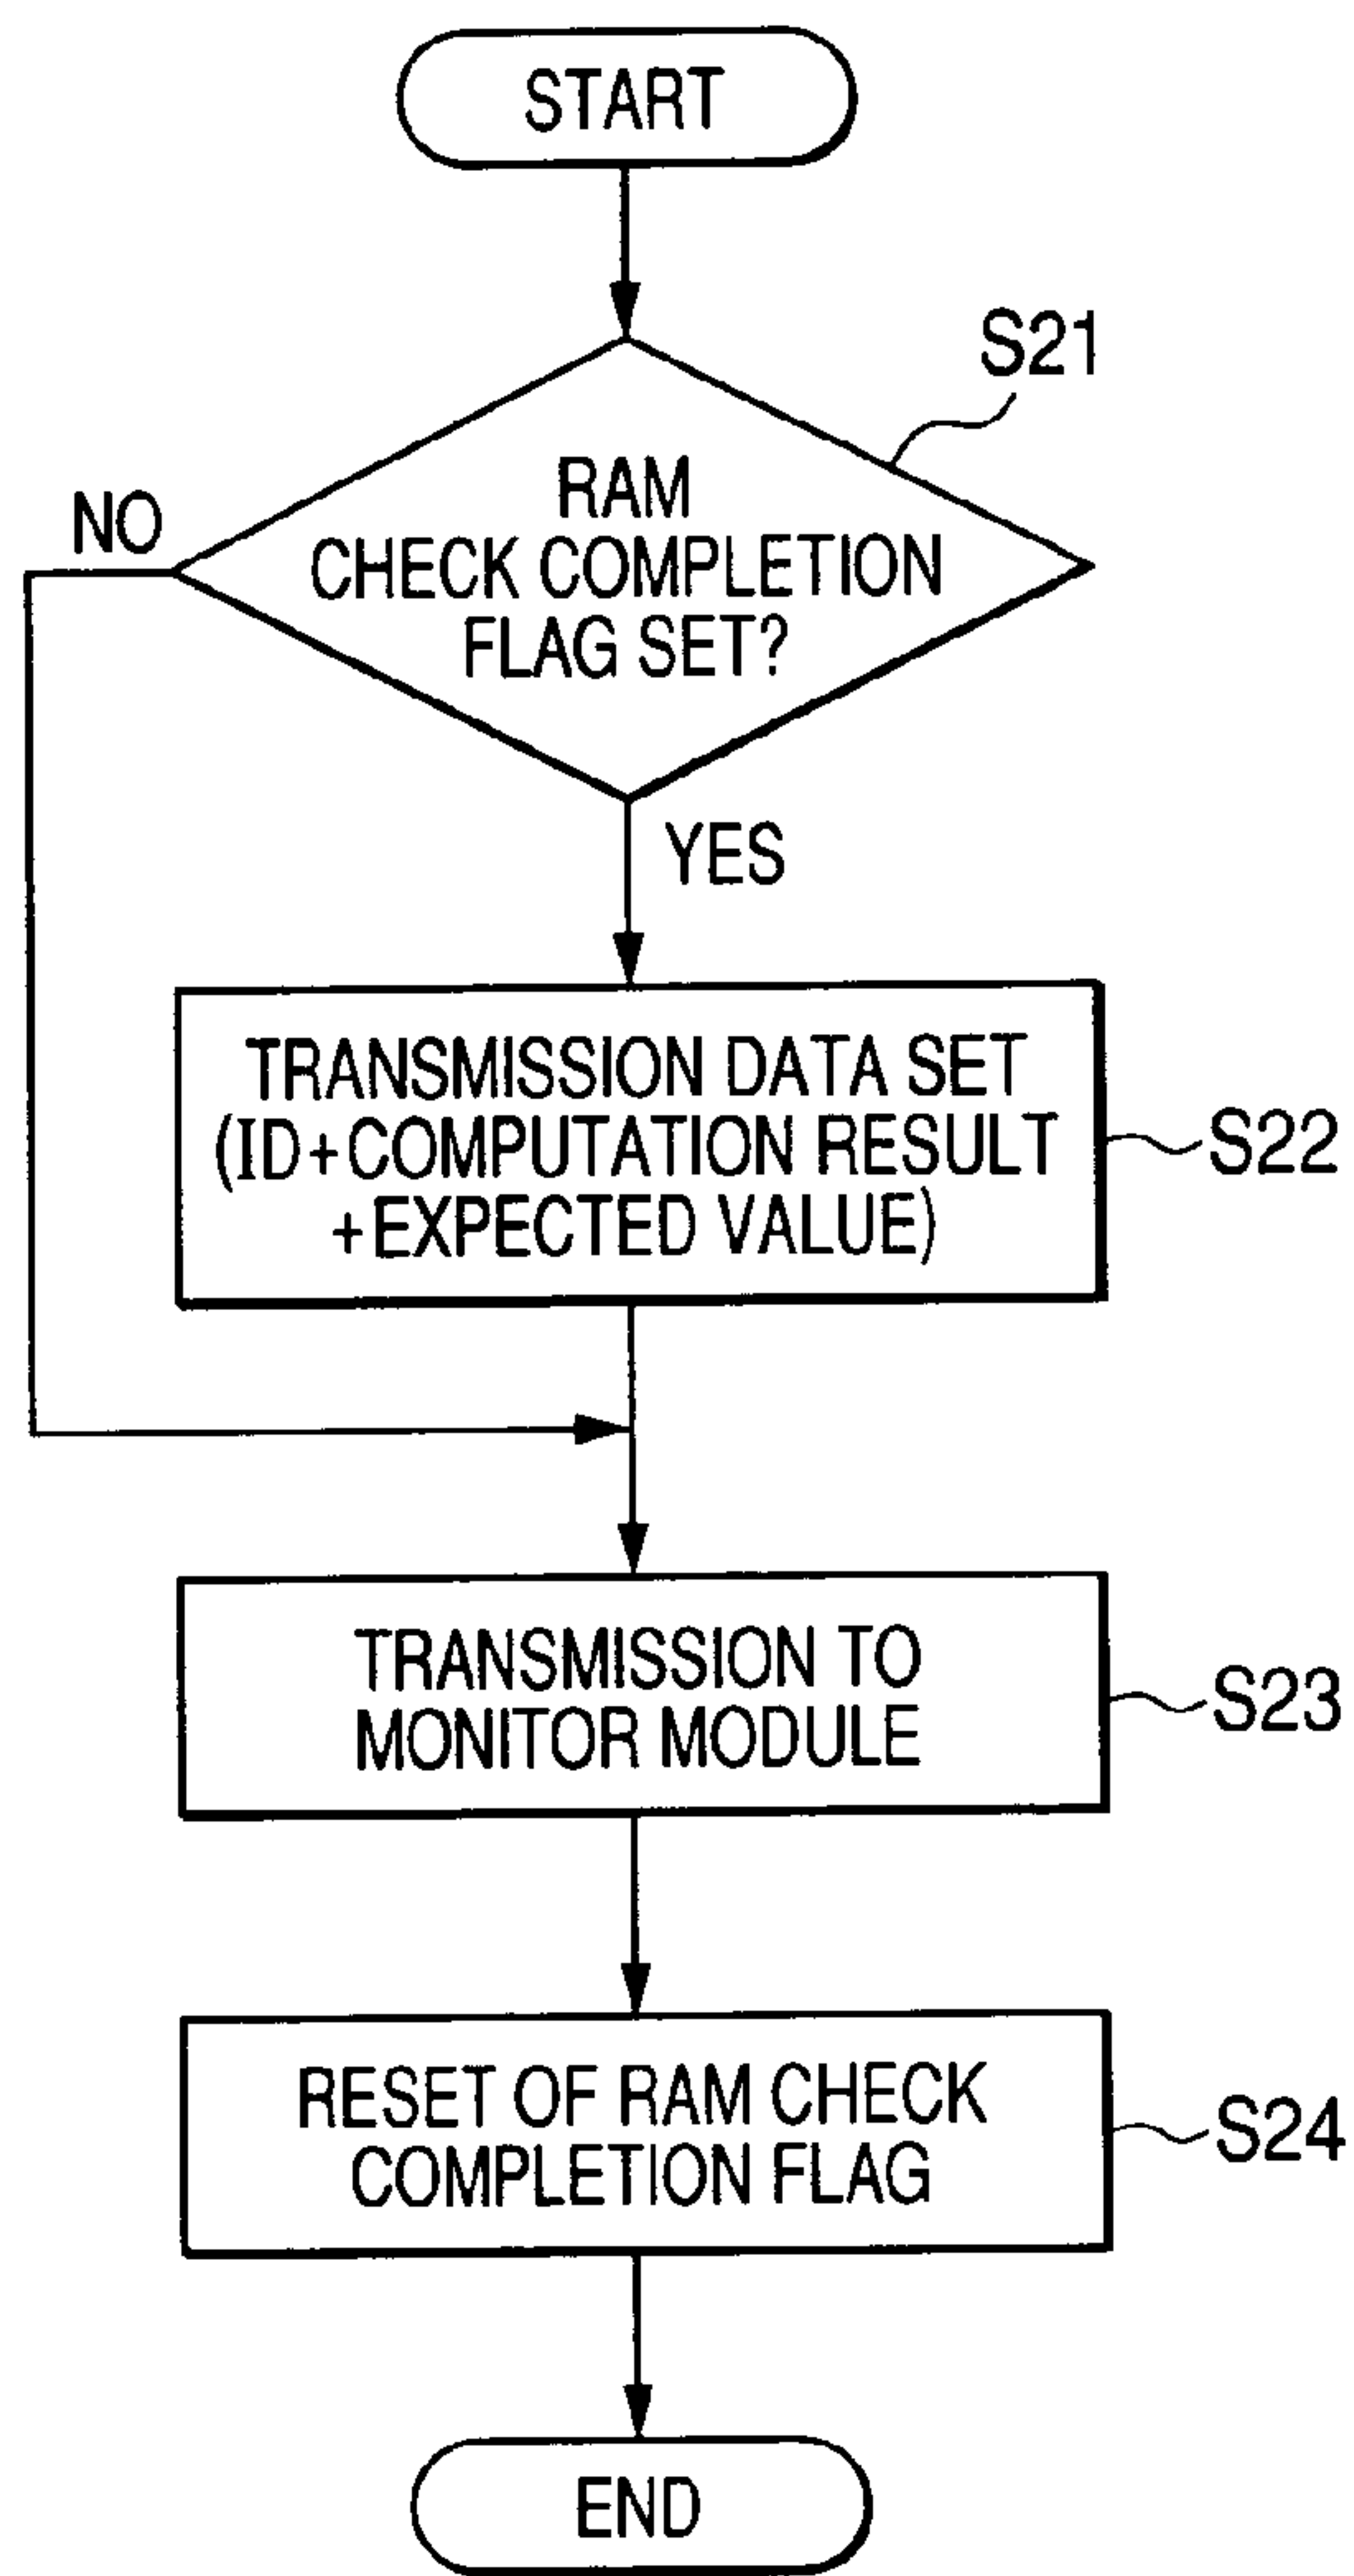 START
S21
RAM
CHECK COMPLETION
FLAG SET?
NO
YES
TRANSMISSION DATA SET
(ID+COMPUTATION RESULT
+EXPECTED VALUE)
S22
TRANSMISSION TO
MONITOR MODULE
S23
RESET OF RAM CHECK
COMPLETION FLAG
S24
END